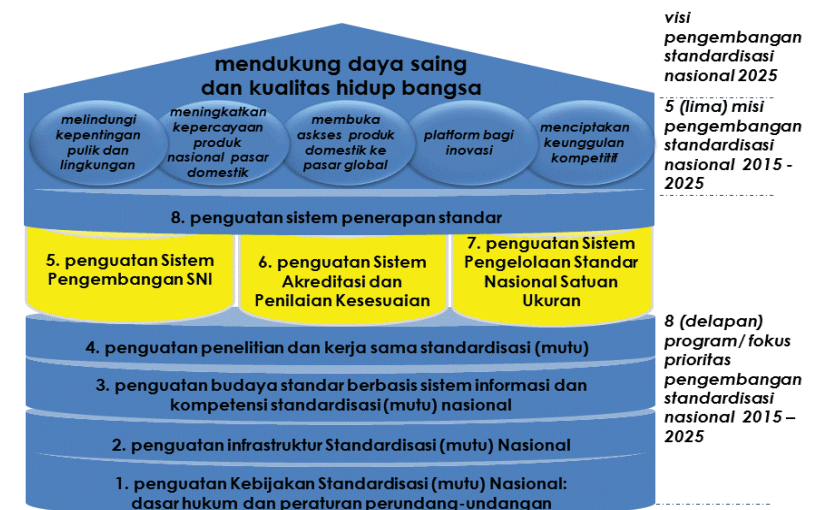 mendukung daya saing
dan kualitas hidup bangsa
melindungi
kepentingan
pulik dan
lingkungan
meningkatkan
kepercayaan
produk
nasional pasar
domestik
membuka
askses produk
domestik ke
pasar global
platform bagi
inovasi
menciptakan
keunggulan
kompetitif
8. penguatan sistem penerapan standar
5. penguatan Sistem
Pengembangan SNI
6. penguatan Sistem
Akreditasi dan
Penilaian Kesesuaian
7. penguatan Sistem
Pengelolaan Standar
Nasional Satuan
Ukuran
4. penguatan penelitian dan kerja sama standardisasi (mutu)
3. penguatan budaya standar berbasis sistem informasi dan
kompetensi standardisasi (mutu) nasional
2. penguatan infrastruktur Standardisasi (mutu) Nasional
1. penguatan Kebijakan Standardisasi (mutu) Nasional:
dasar hukum dan peraturan perundang-undangan
visi
pengembangan
standardisasi
nasional 2025
5 (lima) misi
pengembangan
standardisasi
nasional 2015 -
2025
8 (delapan)
program/ fokus
prioritas
pengembangan
standardisasi
nasional 2015 –
2025